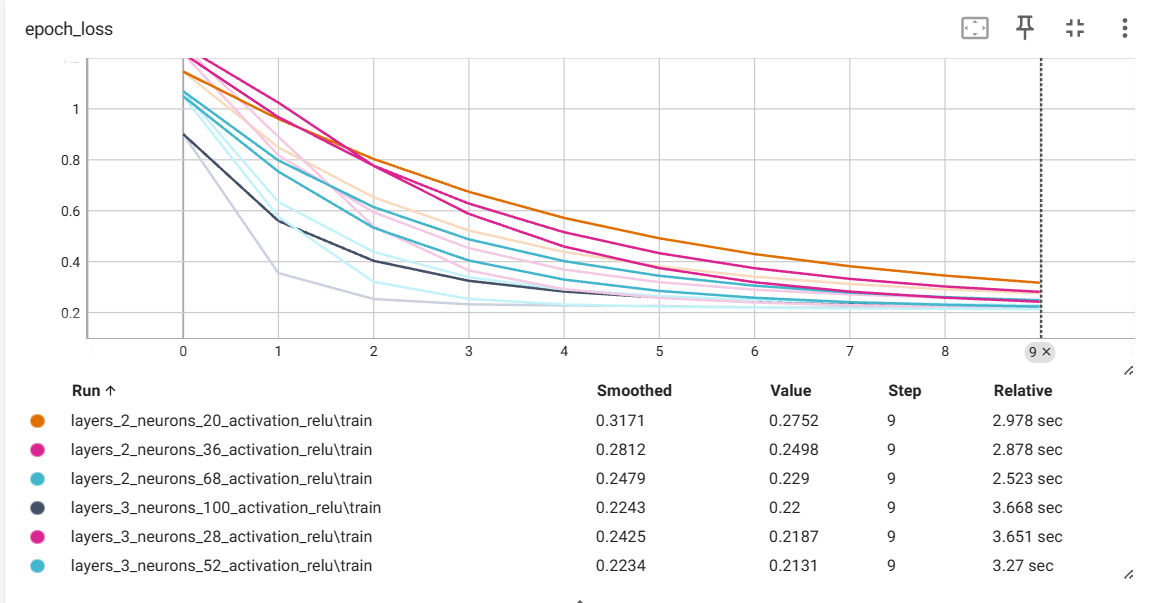 epoch_loss
1
0.8
0.6
0.4
0.2
0 1 2 3 4 5 6 7 8 9 ×
Run ↑ Smoothed Value Step Relative
layers_2_neurons_20_activation_relu\train 0.3171 0.2752 9 2.978 sec
layers_2_neurons_36_activation_relu\train 0.2812 0.2498 9 2.878 sec
layers_2_neurons_68_activation_relu\train 0.2479 0.229 9 2.523 sec
layers_3_neurons_100_activation_relu\train 0.2243 0.22 9 3.668 sec
layers_3_neurons_28_activation_relu\train 0.2425 0.2187 9 3.651 sec
layers_3_neurons_52_activation_relu\train 0.2234 0.2131 9 3.27 sec